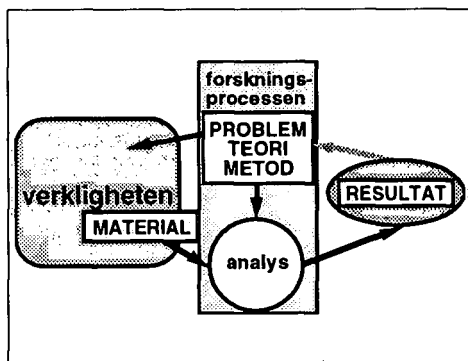 forsknings-
processen
PROBLEM
TEORI
METOD
verkligheten
MATERIAL
RESULTAT
analys